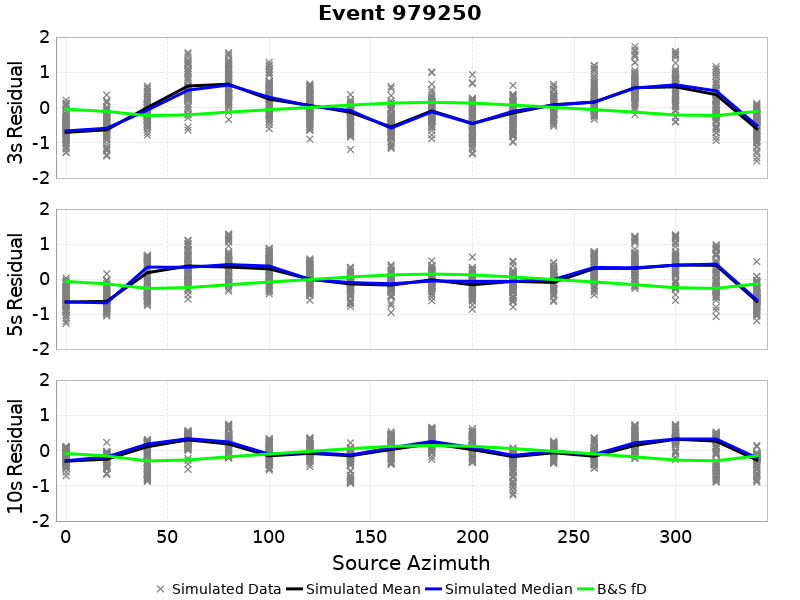 Event 979250
3s Residual
2
1
0
-1
-2
5s Residual
2
1
0
-1
-2
10s Residual
2
1
0
-1
-2
0 50 100 150 200 250 300
Source Azimuth
Simulated Data Simulated Mean Simulated Median B&S fD